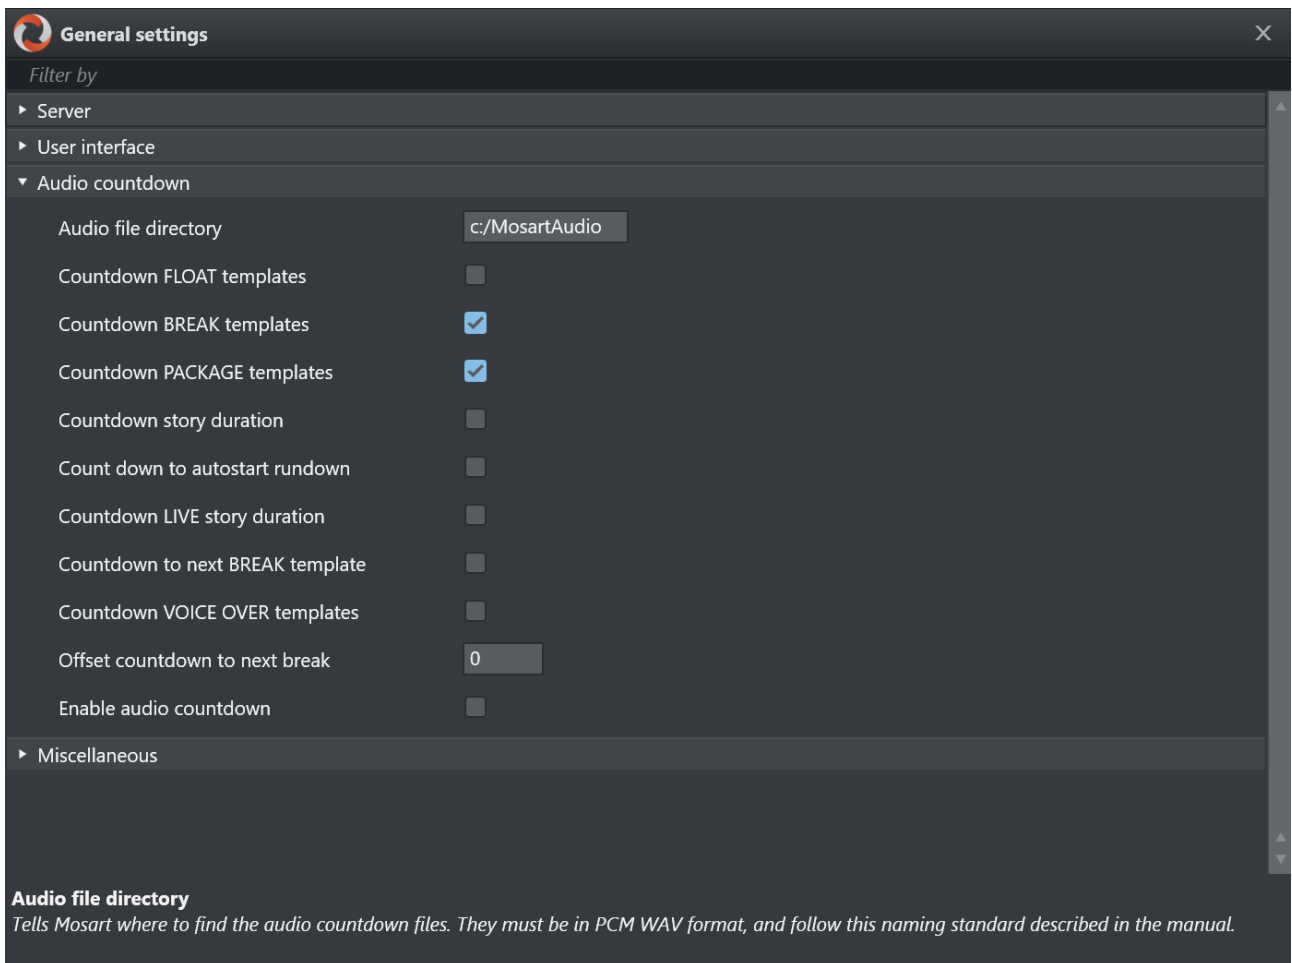 General settings
Filter by
Server
User interface
Audio countdown
Audio file directory c:/MosartAudio
Countdown FLOAT templates
Countdown BREAK templates
Countdown PACKAGE templates
Countdown story duration
Count down to autostart rundown
Countdown LIVE story duration
Countdown to next BREAK template
Countdown VOICE OVER templates
Offset countdown to next break 0
Enable audio countdown
Miscellaneous
Audio file directory
Tells Mosart where to find the audio countdown files. They must be in PCM WAV format, and follow this naming standard described in the manual.